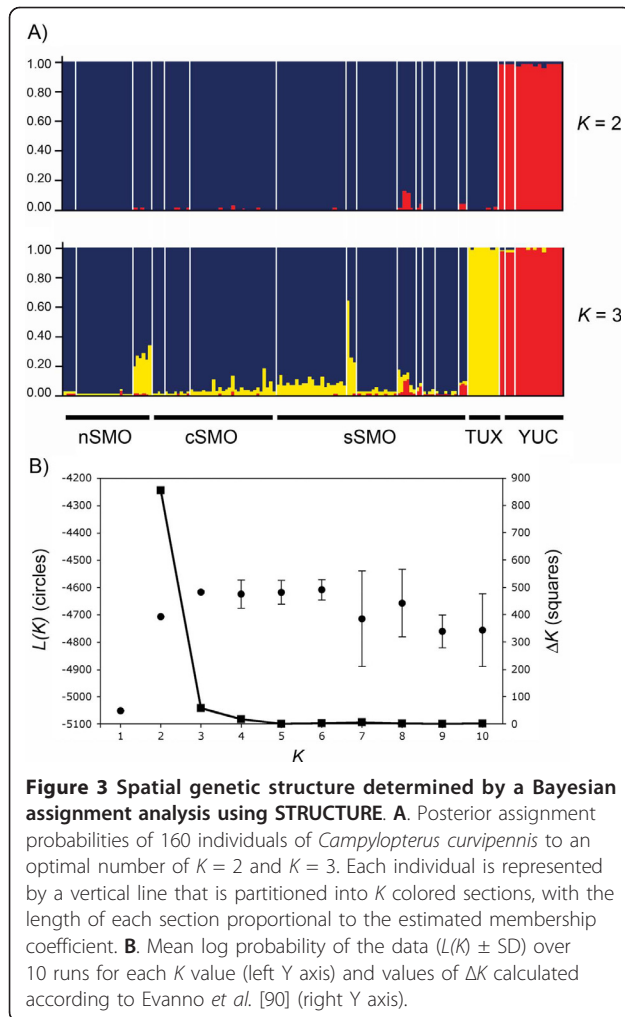 A)
1.00
0.80
0.60
0.40
0.20
0.00
K = 2
1.00
0.80
0.60
0.40
0.20
0.00
K = 3
nSMO cSMO sSMO TUX YUC
B)
-4200
-4300
-4400
-4500
-4600
-4700
-4800
-4900
-5000
-5100
L(K) (circles)
900
800
700
600
500
400
300
200
100
0
ΔK (squares)
1 2 3 4 5 6 7 8 9 10
K
Figure 3 Spatial genetic structure determined by a Bayesian
assignment analysis using STRUCTURE. A. Posterior assignment
probabilities of 160 individuals of Campylopterus curvipennis to an
optimal number of K = 2 and K = 3. Each individual is represented
by a vertical line that is partitioned into K colored sections, with the
length of each section proportional to the estimated membership
coefficient. B. Mean log probability of the data (L(K) ± SD) over
10 runs for each K value (left Y axis) and values of ΔK calculated
according to Evanno et al. [90] (right Y axis).